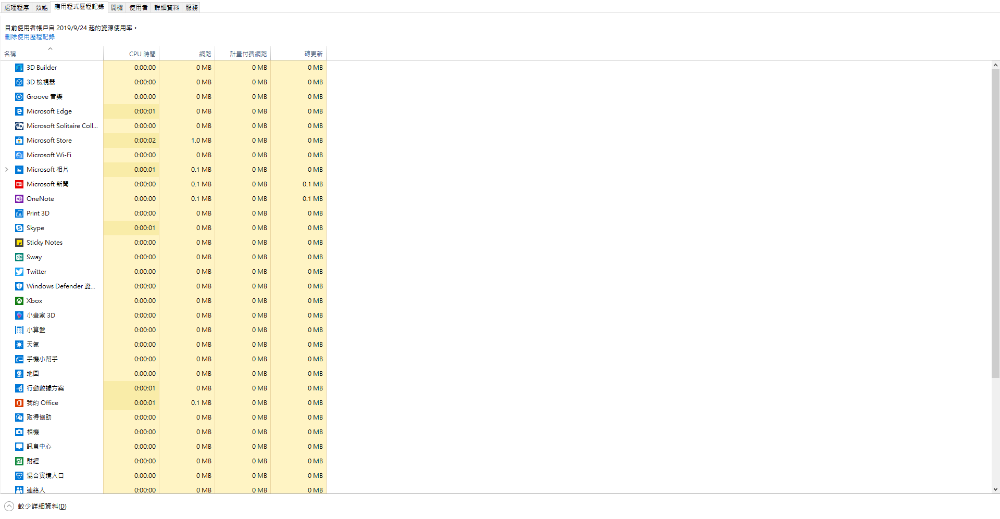 處理程序 效能 應用程式歷程記錄 開機 使用者 詳細資料 服務
目前使用者帳戶自 2019/9/24 起的資源使用率。
刪除使用歷程記錄
名稱 CPU 時間 網路 計量付費網路 磚更新
3D Builder 0:00:00 0 MB 0 MB 0 MB
3D 檢視器 0:00:00 0 MB 0 MB 0 MB
Groove 音樂 0:00:00 0 MB 0 MB 0 MB
Microsoft Edge 0:00:01 0 MB 0 MB 0 MB
Microsoft Solitaire Coll... 0:00:00 0 MB 0 MB 0 MB
Microsoft Store 0:00:02 1.0 MB 0 MB 0 MB
Microsoft Wi-Fi 0:00:00 0 MB 0 MB 0 MB
Microsoft 相片 0:00:01 0.1 MB 0 MB 0 MB
Microsoft 新聞 0:00:00 0.1 MB 0 MB 0.1 MB
OneNote 0:00:00 0.1 MB 0 MB 0.1 MB
Print 3D 0:00:00 0 MB 0 MB 0 MB
Skype 0:00:01 0 MB 0 MB 0 MB
Sticky Notes 0:00:00 0 MB 0 MB 0 MB
Sway 0:00:00 0 MB 0 MB 0 MB
Twitter 0:00:00 0 MB 0 MB 0 MB
Windows Defender 資... 0:00:00 0 MB 0 MB 0 MB
Xbox 0:00:00 0 MB 0 MB 0 MB
小畫家 3D 0:00:00 0 MB 0 MB 0 MB
小算盤 0:00:00 0 MB 0 MB 0 MB
天氣 0:00:00 0 MB 0 MB 0 MB
手機小幫手 0:00:00 0 MB 0 MB 0 MB
地圖 0:00:00 0 MB 0 MB 0 MB
行動數據方案 0:00:01 0 MB 0 MB 0 MB
我的 Office 0:00:01 0.1 MB 0 MB 0 MB
取得協助 0:00:00 0 MB 0 MB 0 MB
相機 0:00:00 0 MB 0 MB 0 MB
訊息中心 0:00:00 0 MB 0 MB 0 MB
財經 0:00:00 0 MB 0 MB 0 MB
混合實境入口 0:00:00 0 MB 0 MB 0 MB
連絡人 0:00:00 0 MB 0 MB 0 MB
較少詳細資料(D)